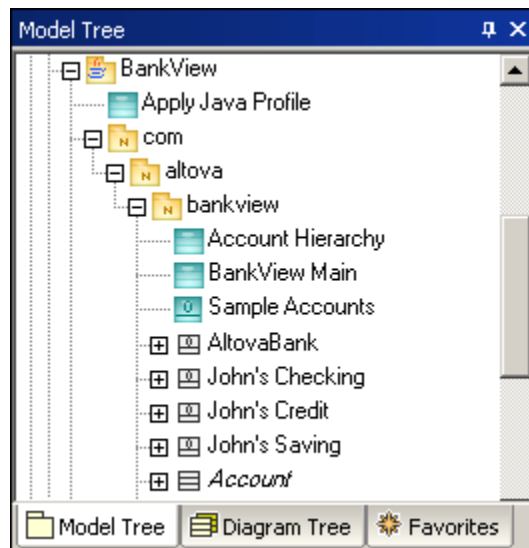 Model Tree
BankView
Apply Java Profile
com
altova
bankview
Account Hierarchy
BankView Main
Sample Accounts
AltovaBank
John's Checking
John's Credit
John's Saving
Account
Model Tree Diagram Tree Favorites